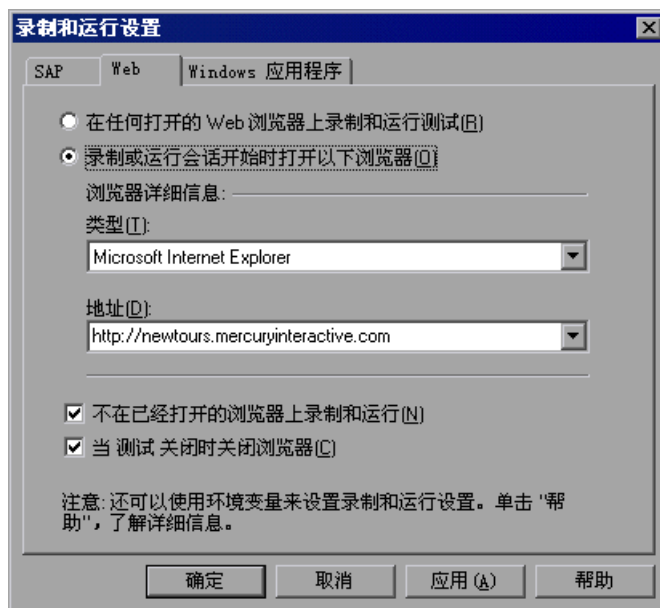 录制和运行设置
SAP
Web
Windows 应用程序
在任何打开的 Web 浏览器上录制和运行测试(R)
录制或运行会话开始时打开以下浏览器(O)
浏览器详细信息:
类型(T):
Microsoft Internet Explorer
地址(D):
http://newtours.mercuryinteractive.com
不在已经打开的浏览器上录制和运行(N)
当 测试 关闭时关闭浏览器(C)
注意: 还可以使用环境变量来设置录制和运行设置。单击 "帮
助"，了解详细信息。
确定
取消
应用(A)
帮助